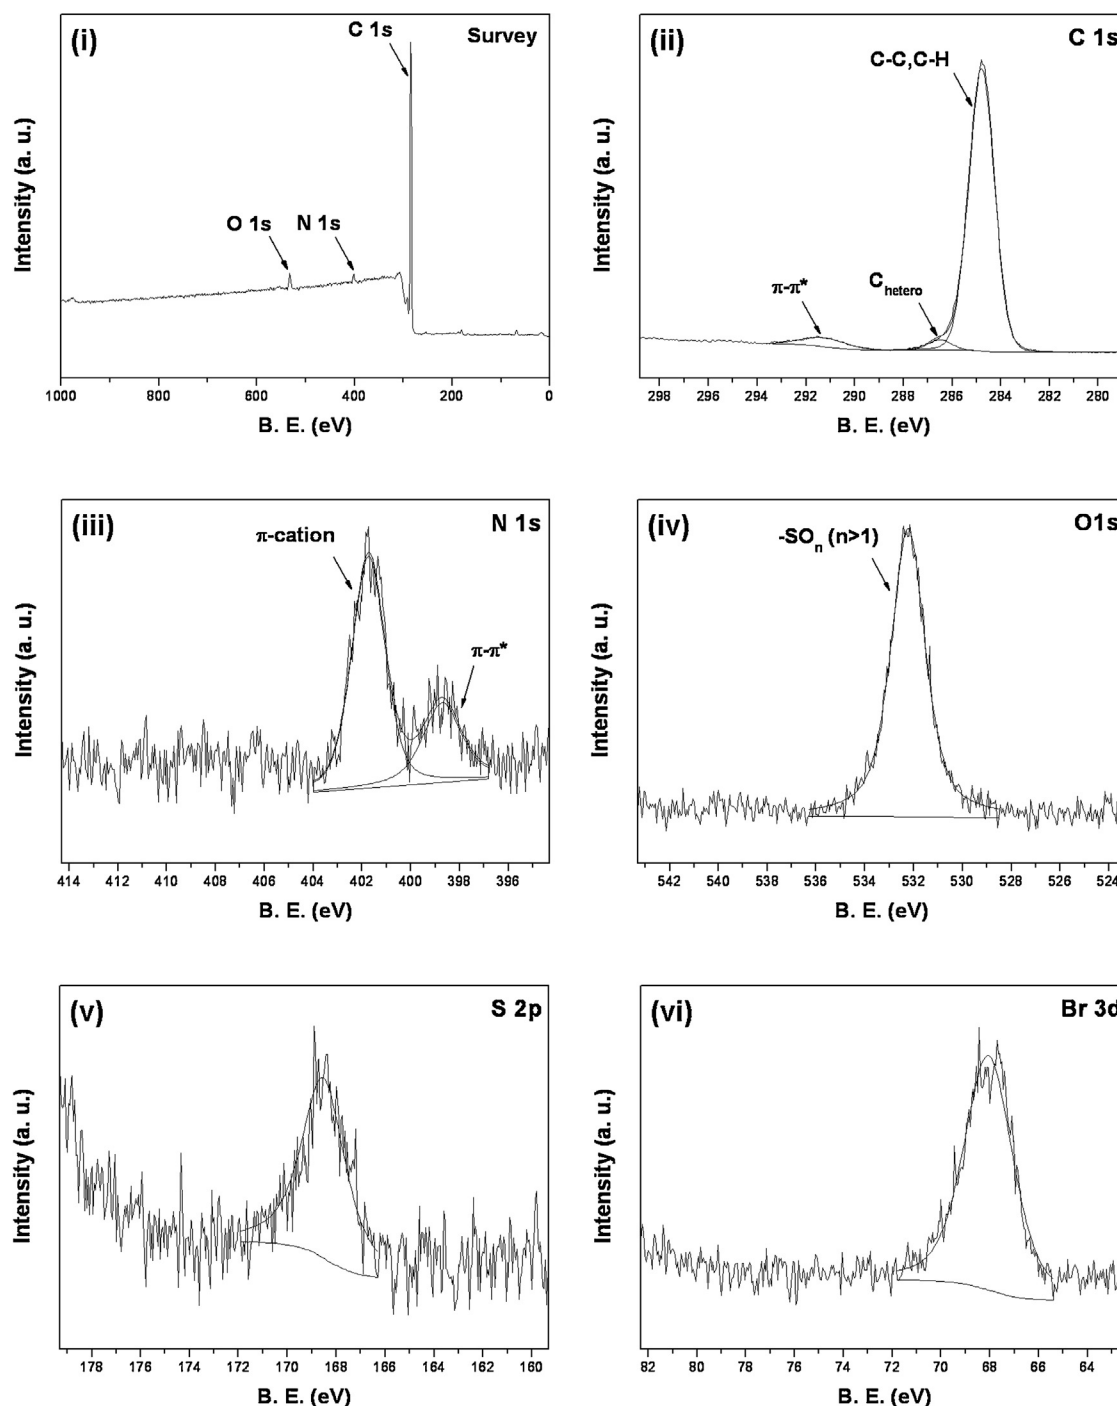 (i)
Survey
C 1s
O 1s
N 1s
Intensity (a. u.)
1000 800 600 400 200 0
B. E. (eV)
(ii)
C 1s
C-C,C-H
C_hetero
π-π*
Intensity (a. u.)
298 296 294 292 290 288 286 284 282 280
B. E. (eV)
(iii)
N 1s
π-cation
π-π*
Intensity (a. u.)
414 412 410 408 406 404 402 400 398 396
B. E. (eV)
(iv)
O1s
-SOn (n>1)
Intensity (a. u.)
542 540 538 536 534 532 530 528 526 524
B. E. (eV)
(v)
S 2p
Intensity (a. u.)
178 176 174 172 170 168 166 164 162 160
B. E. (eV)
(vi)
Br 3d
Intensity (a. u.)
82 80 78 76 74 72 70 68 66 64
B. E. (eV)